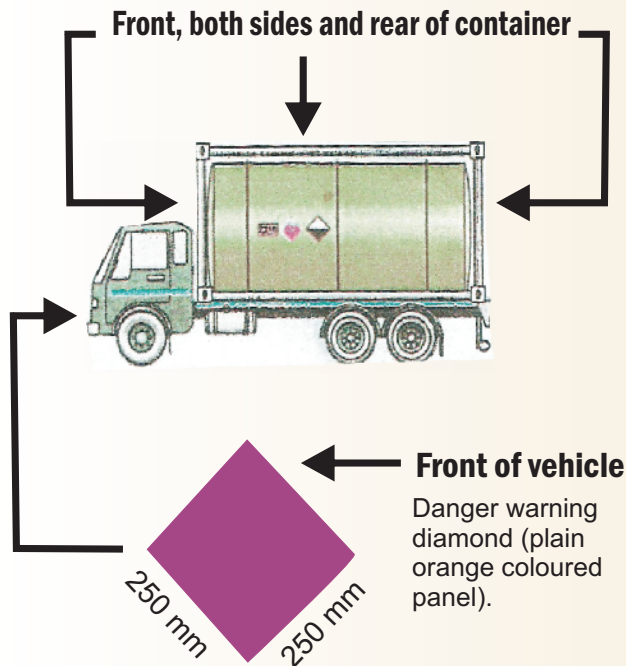 Front, both sides and rear of container
Front of vehicle
Danger warning
diamond (plain
orange coloured
panel).
250 mm
250 mm